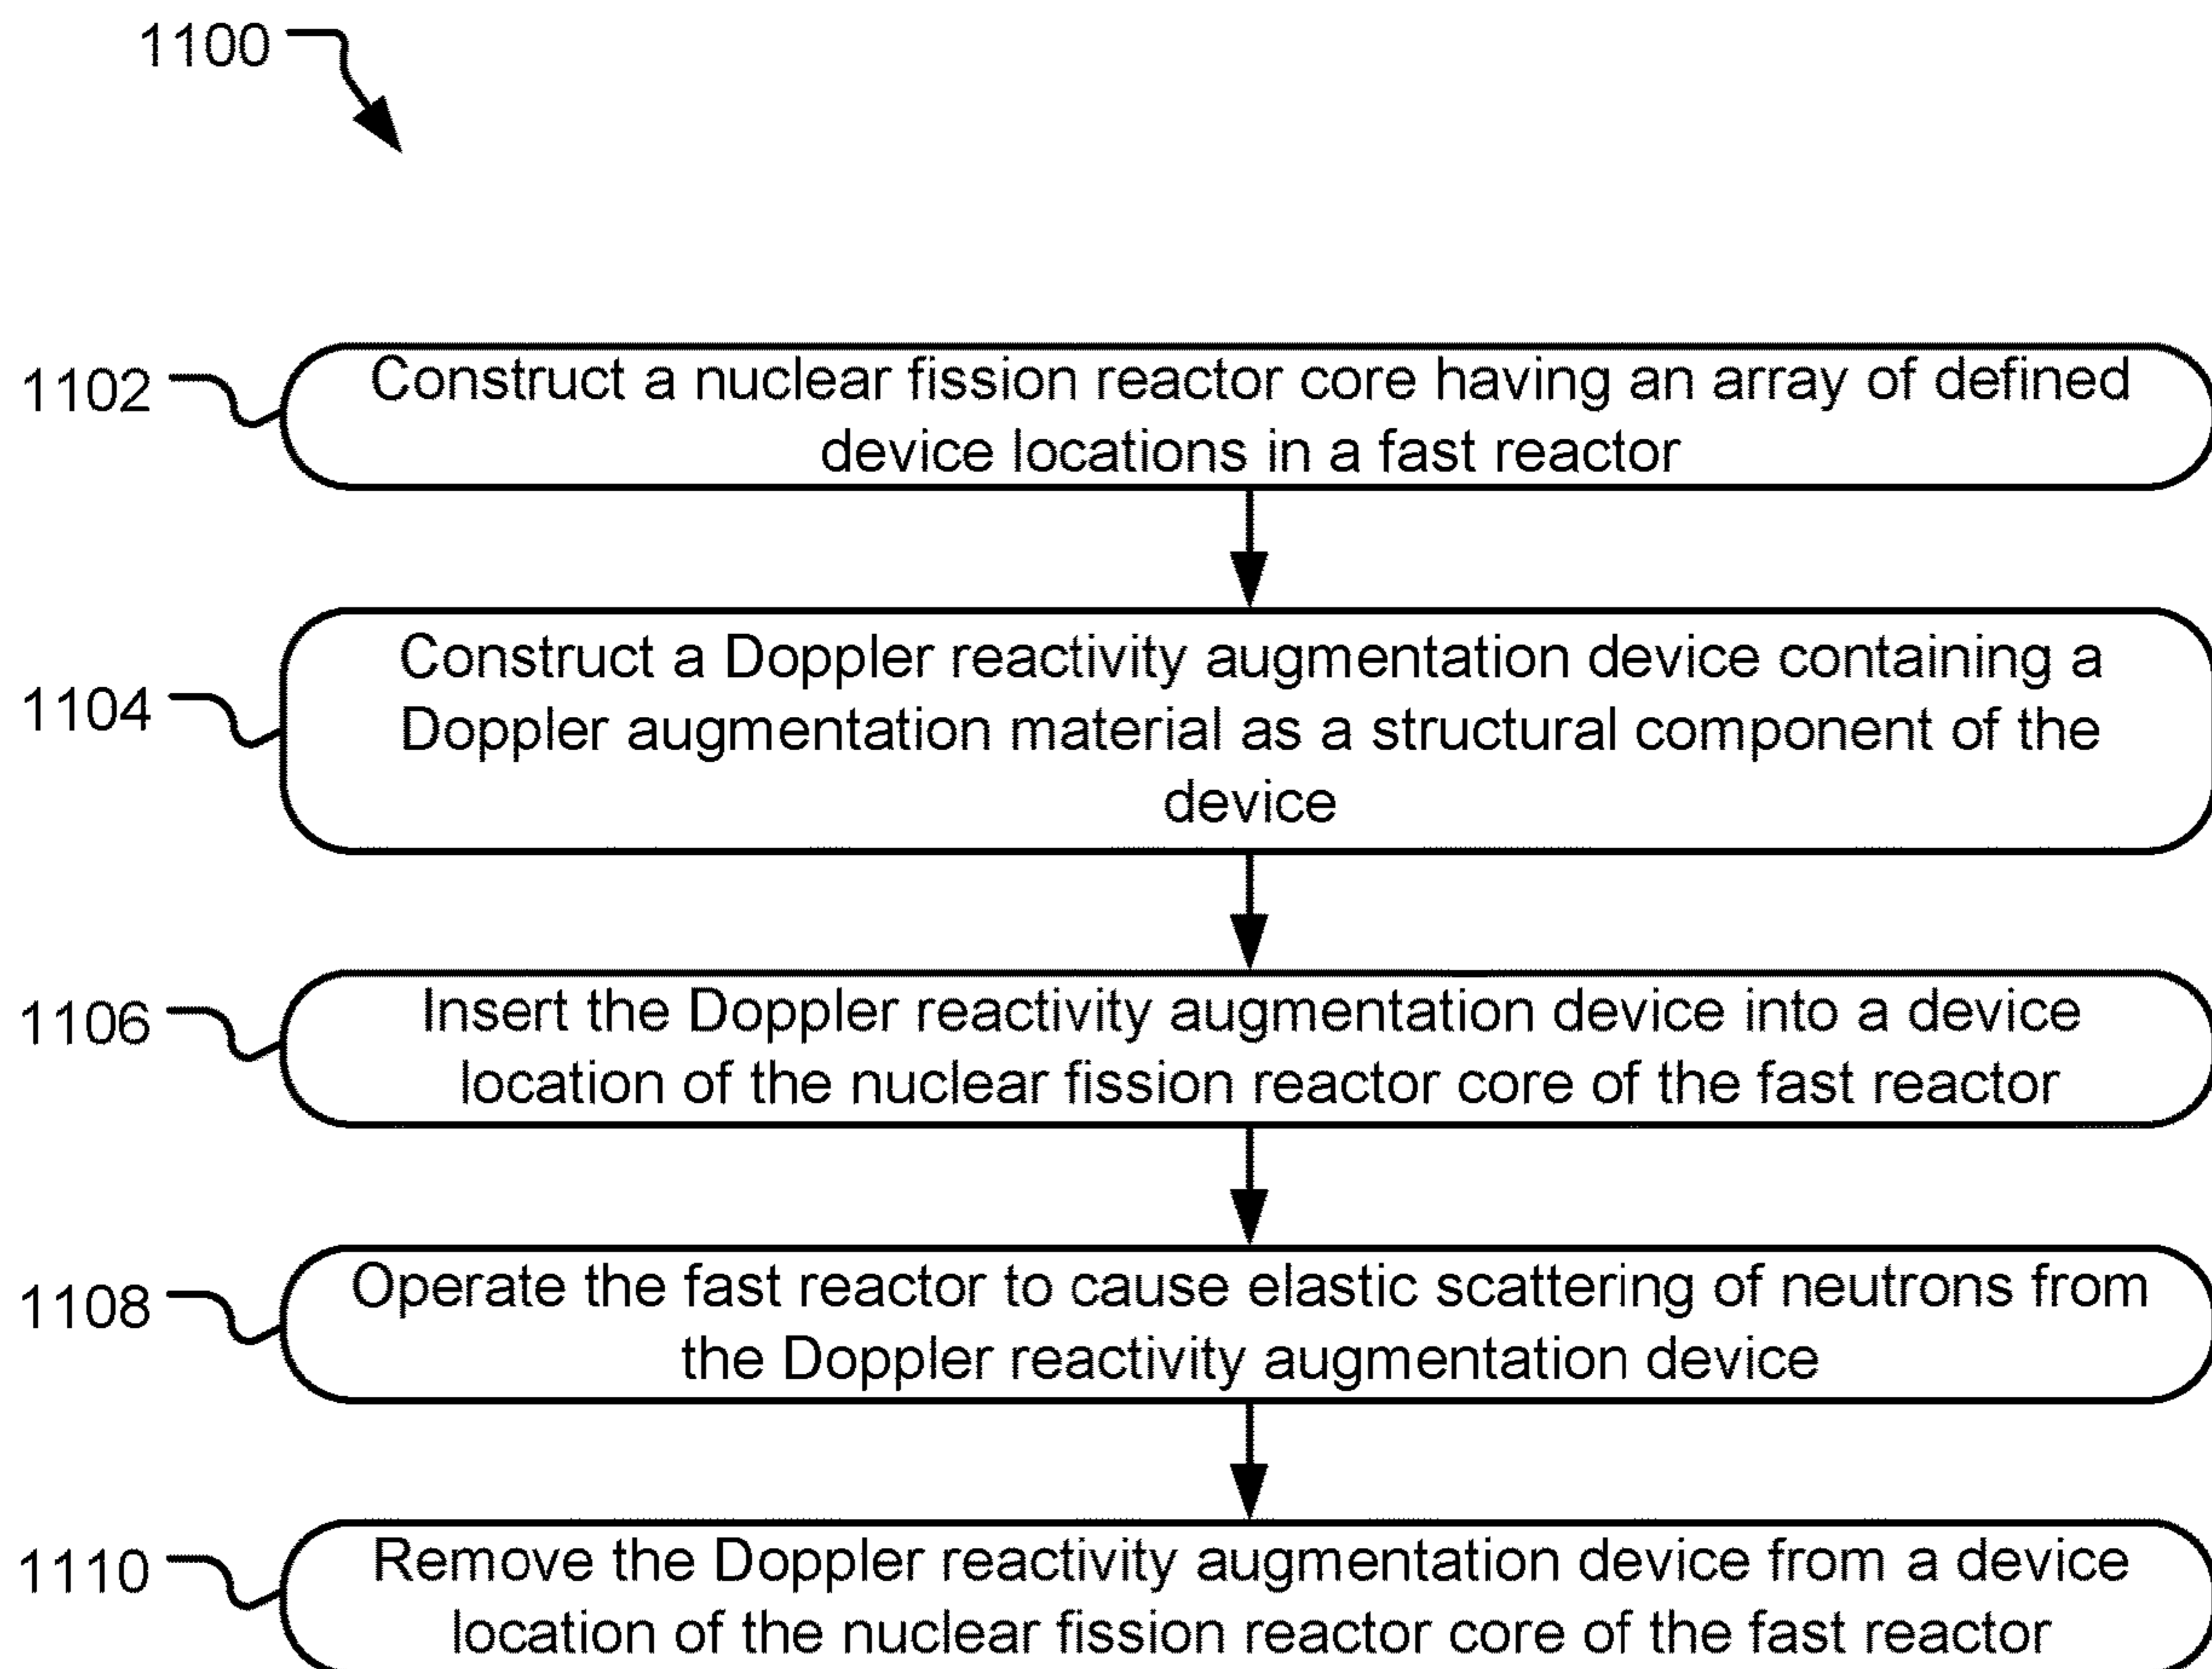 1100
1102
Construct a nuclear fission reactor core having an array of defined
device locations in a fast reactor
1104
Construct a Doppler reactivity augmentation device containing a
Doppler augmentation material as a structural component of the
device
1106
Insert the Doppler reactivity augmentation device into a device
location of the nuclear fission reactor core of the fast reactor
1108
Operate the fast reactor to cause elastic scattering of neutrons from
the Doppler reactivity augmentation device
1110
Remove the Doppler reactivity augmentation device from a device
location of the nuclear fission reactor core of the fast reactor